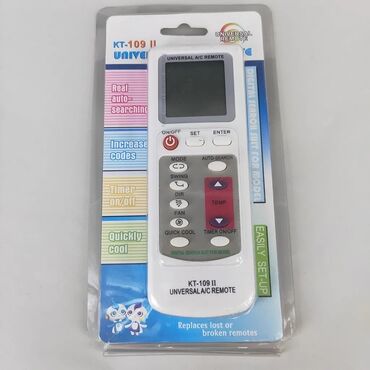 KT-109 II
UNIVERSAL REMOTE
UNIVERSAL A/C REMOTE
Real
auto-
searching
Increase
codes
Timer
on/off
Quickly
cool
ON/OFF
SET
ENTER
MODE
AUTO-SEARCH
SWING
DIR
TEMP
FAN
QUICK COOL
TIMER ON/OFF
KT-109 II
UNIVERSAL A/C REMOTE
EASILY SET-UP
Replaces lost or
broken remotes